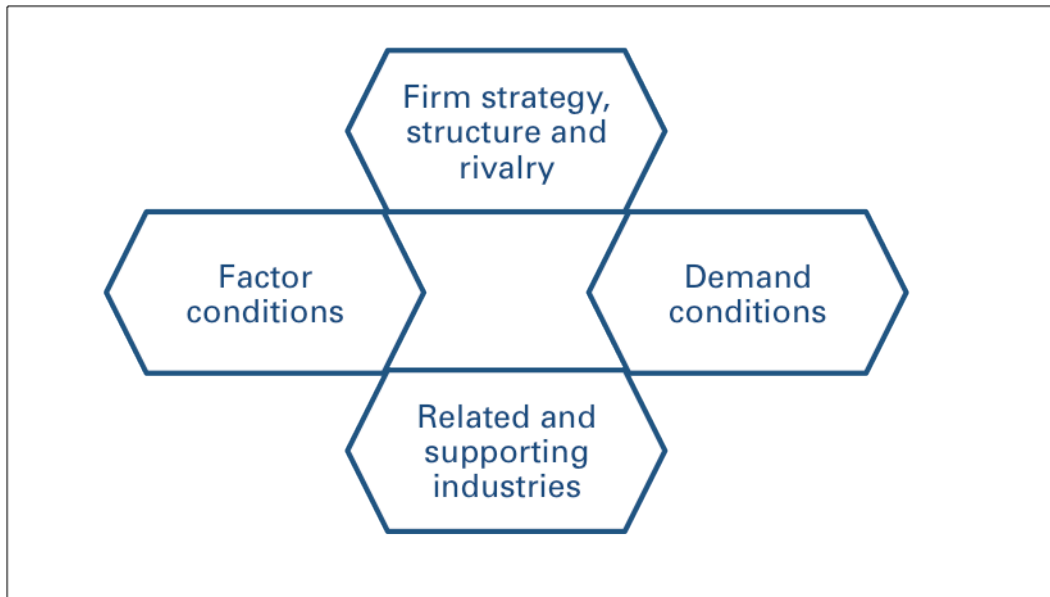 Firm strategy,
structure and
rivalry
Factor
conditions
Demand
conditions
Related and
supporting
industries